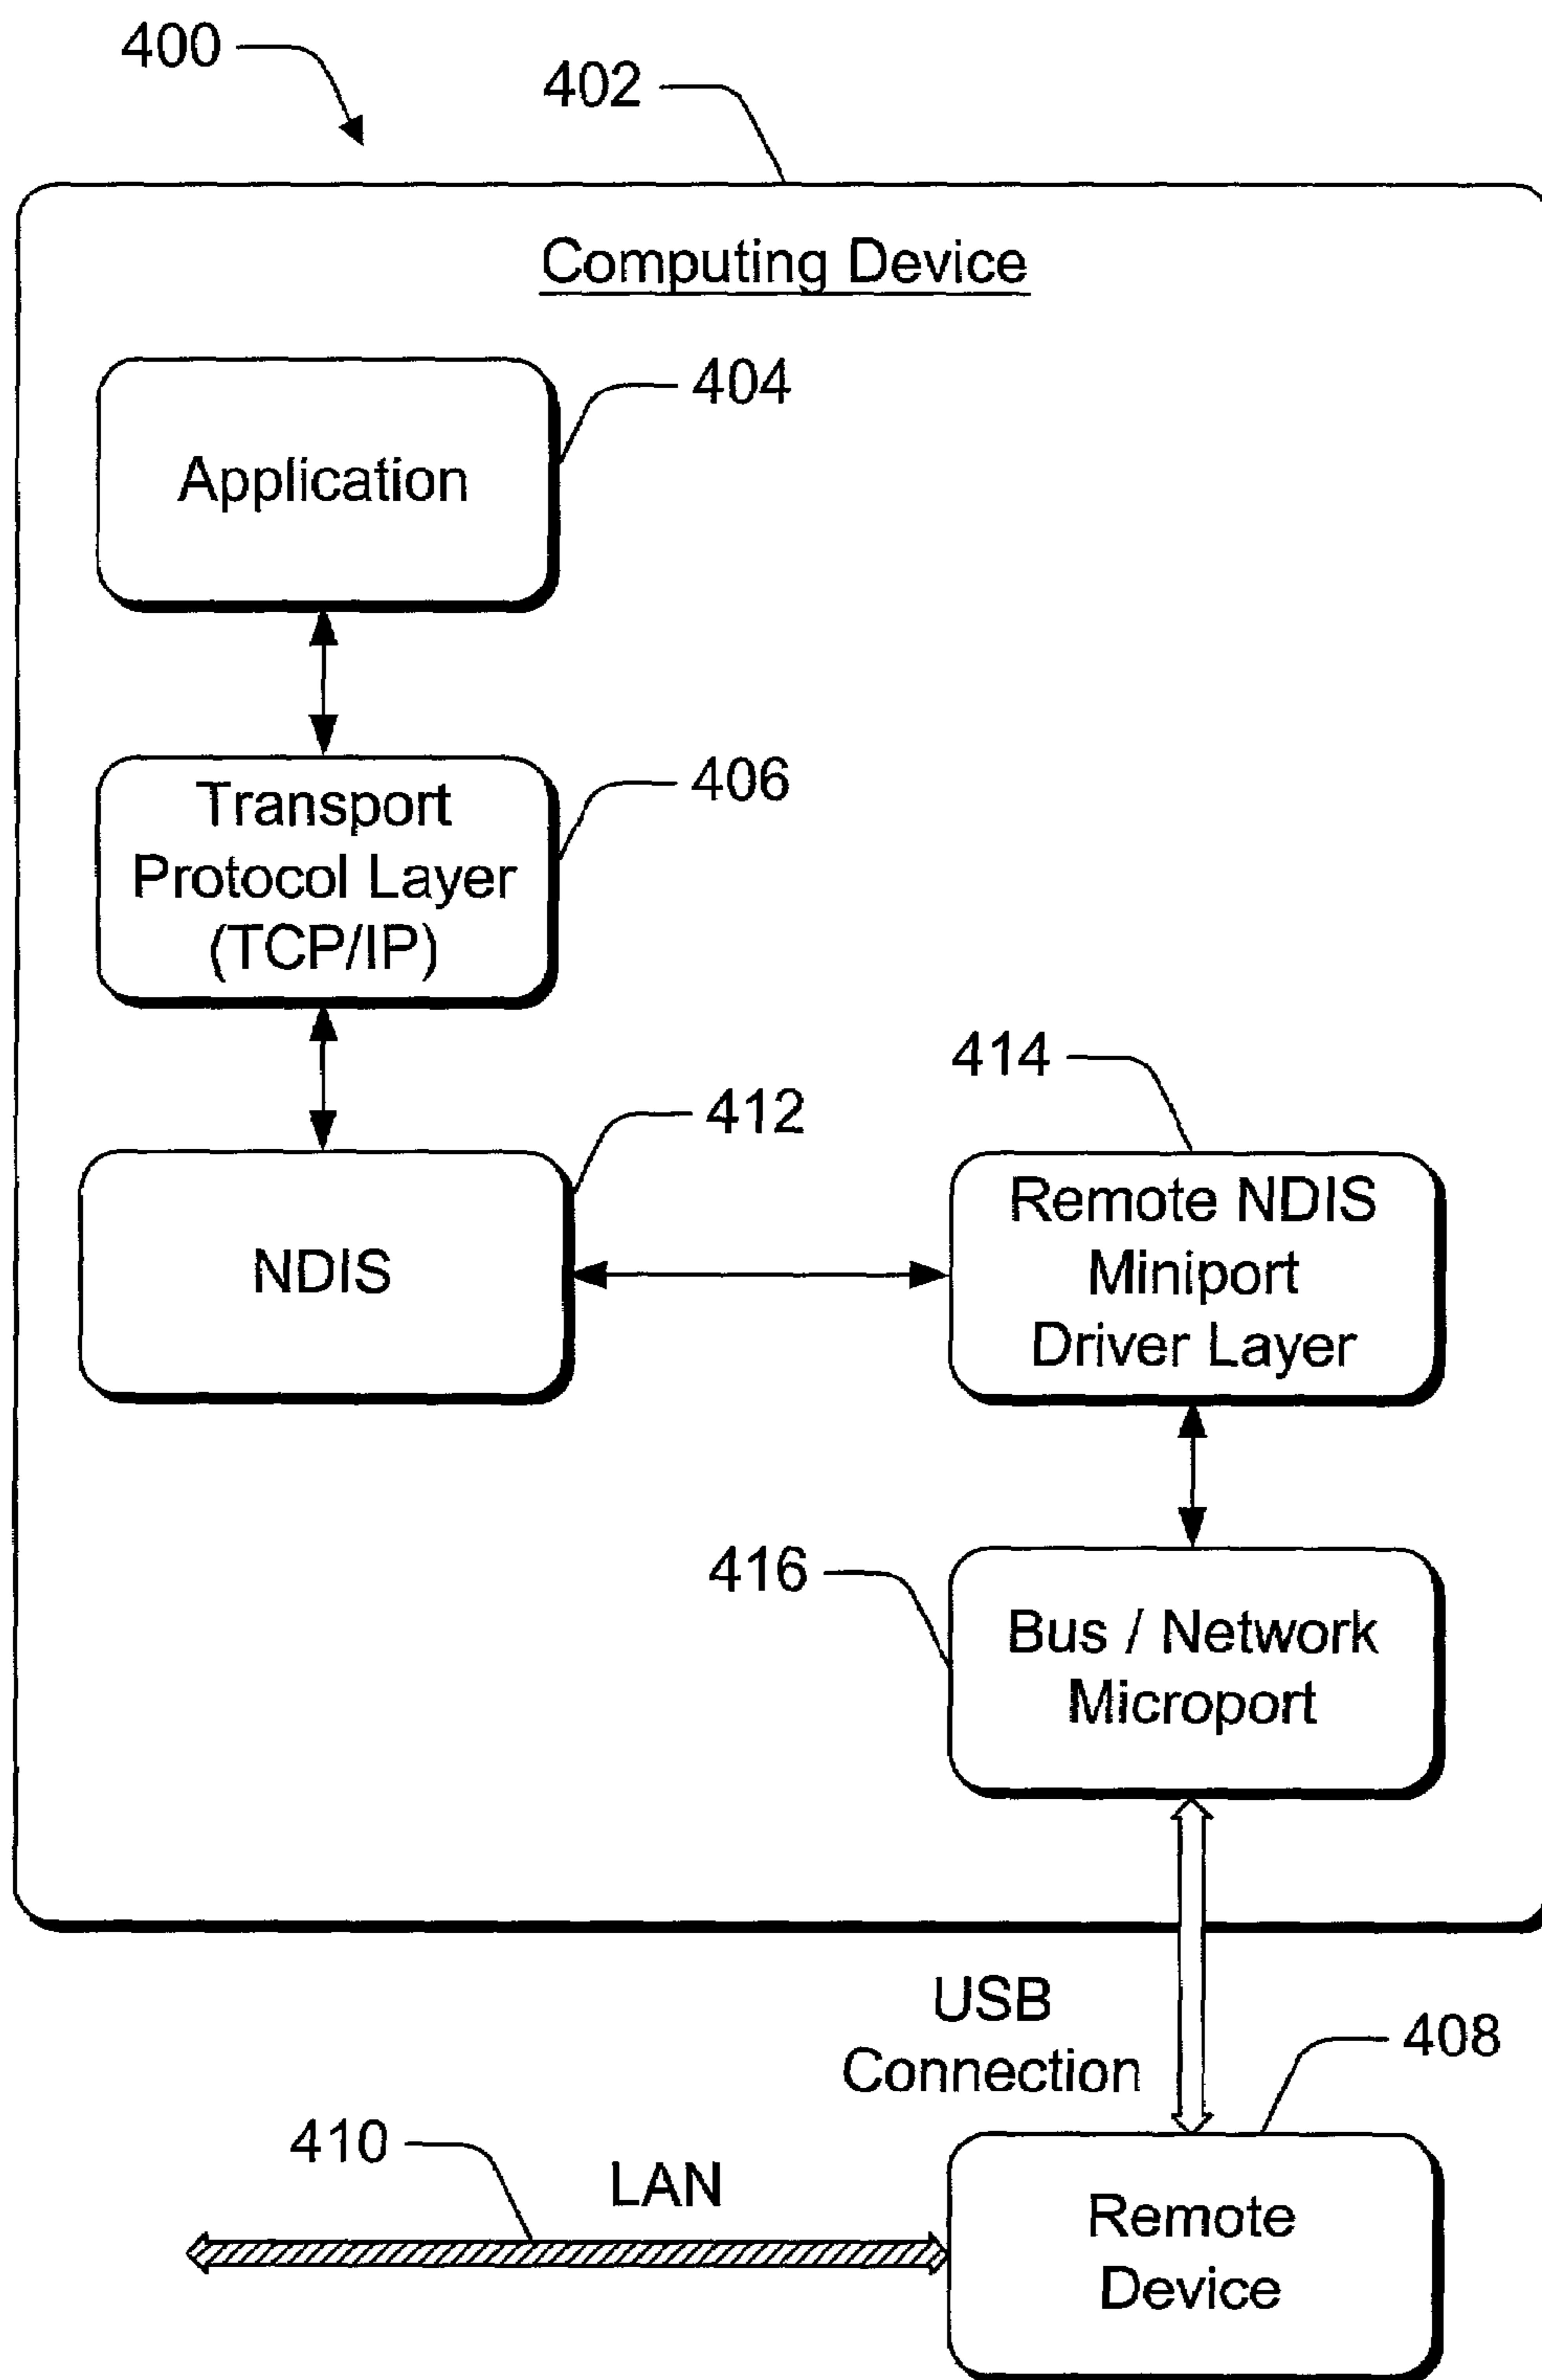 400
402
Computing Device
404
Application
406
Transport
Protocol Layer
(TCP/IP)
412
414
NDIS
Remote NDIS
Miniport
Driver Layer
416
Bus / Network
Microport
USB
Connection
408
410
LAN
Remote
Device